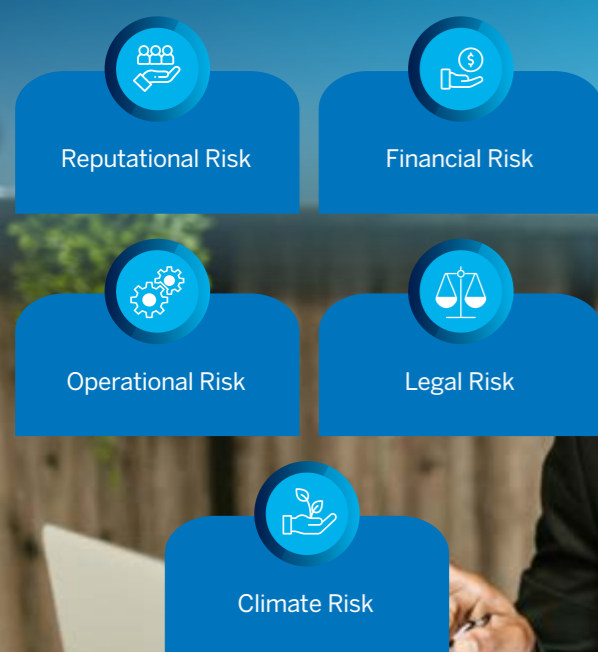 Reputational Risk
Financial Risk
Operational Risk
Legal Risk
Climate Risk